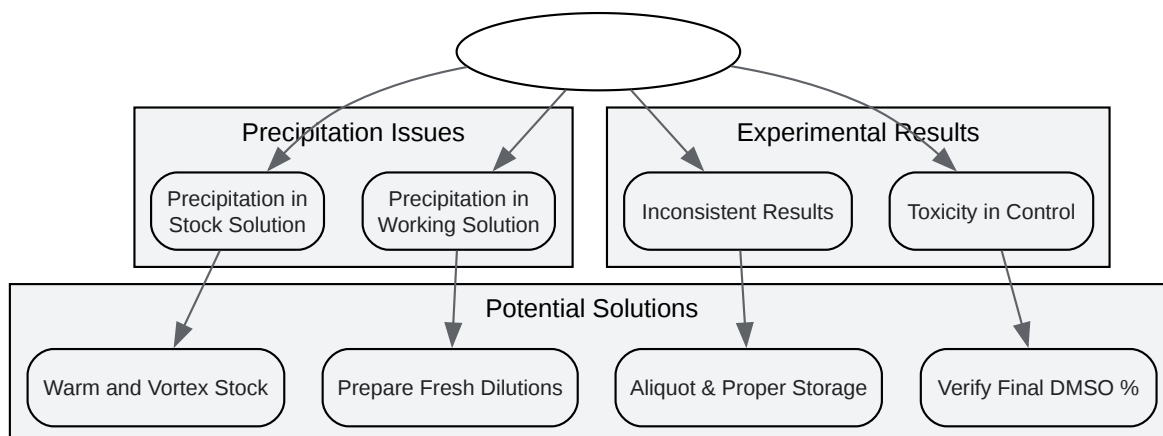 Precipitation Issues
Experimental Results
Precipitation in
Stock Solution
Precipitation in
Working Solution
Inconsistent Results
Toxicity in Control
Potential Solutions
Warm and Vortex Stock
Prepare Fresh Dilutions
Aliquot & Proper Storage
Verify Final DMSO %